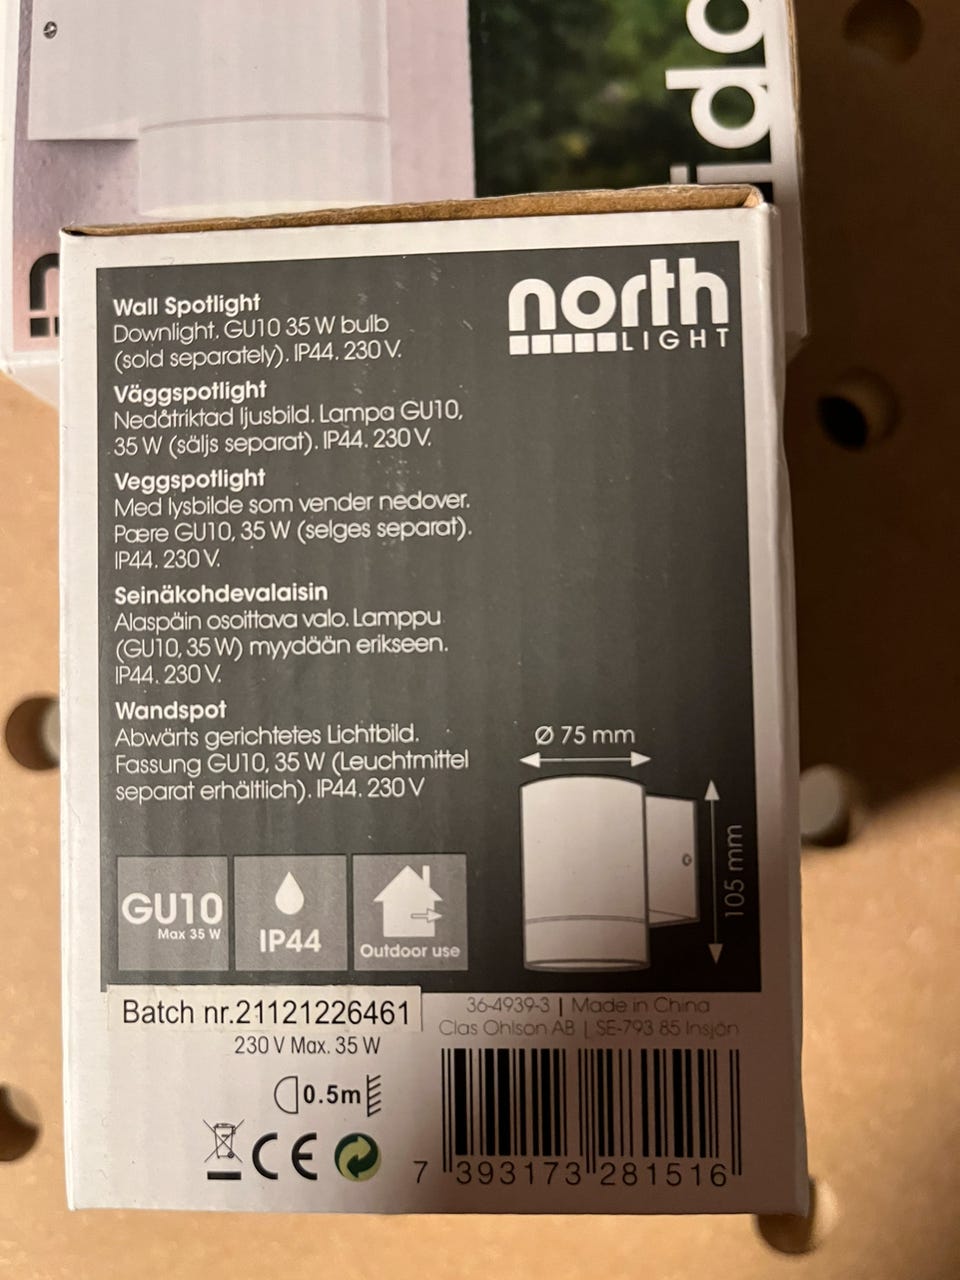 ida
n
north
LIGHT
Wall Spotlight
Downlight. GU10 35 W bulb
(sold separately). IP44. 230 V.
Väggspotlight
Nedåtriktad ljusbild. Lampa GU10,
35 W (säljs separat). IP44. 230 V.
Veggspotlight
Med lysbilde som vender nedover.
Pære GU10, 35 W (selges separat).
IP44. 230 V.
Seinäkohdevalaisin
Alaspäin osoittava valo. Lamppu
(GU10, 35 W) myydään erikseen.
IP44. 230 V.
Wandspot
Abwärts gerichtetes Lichtbild.
Fassung GU10, 35 W (Leuchtmittel
separat erhältlich). IP44. 230 V
Ø 75 mm
105 mm
GU10
Max 35 W
IP44
Outdoor use
Batch nr.21121226461
230 V Max. 35 W
36-4939-3 | Made in China
Clas Ohlson AB | SE-793 85 Insjön
0.5m
CE
7 393173 281516